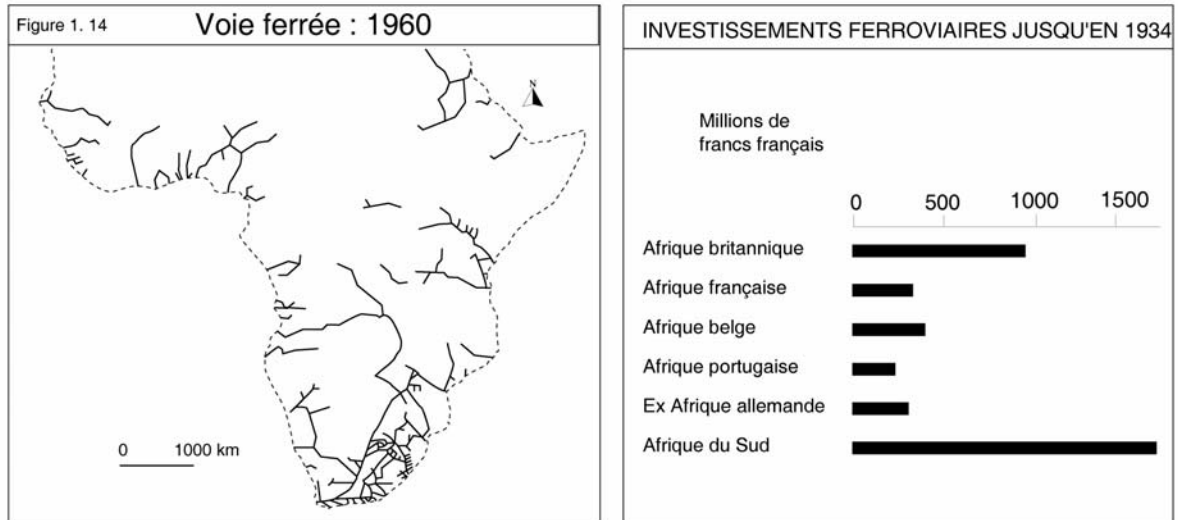 Figure 1. 14
Voie ferrée : 1960
N
0 1000 km
INVESTISSEMENTS FERROVIAIRES JUSQU'EN 1934
Millions de
francs français
0 500 1000 1500
Afrique britannique
Afrique française
Afrique belge
Afrique portugaise
Ex Afrique allemande
Afrique du Sud